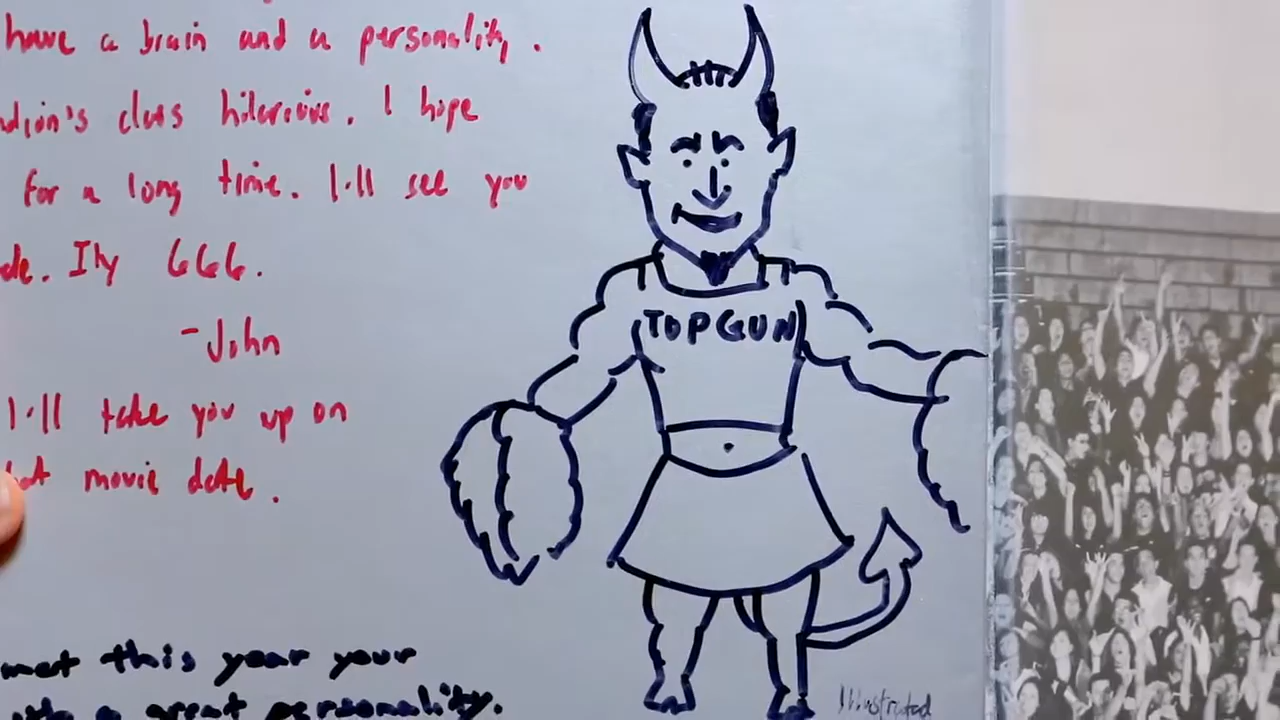 have a brain and a personality.
class hilarious. I hope
for a long time. I'll see you
Ily 666.
-John
I'll take you up on
movie date.
TOPGUN
met this year your
a great personality.
Illustrated